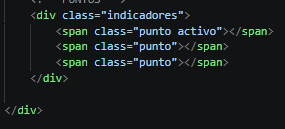 <div class="indicadores">
<span class="punto activo"></span>
<span class="punto"></span>
<span class="punto"></span>
</div>
</div>